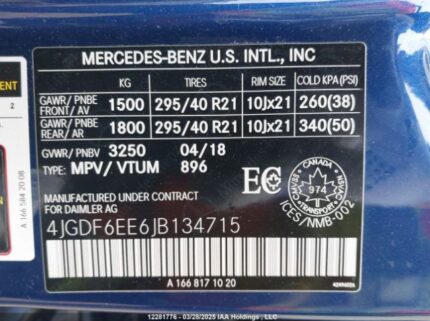 MERCEDES-BENZ U.S. INTL., INC
KG TIRES RIM SIZE COLD KPA (PSI)
GAWR/ PNBE FRONT/ AV 1500 295/40 R21 10Jx21 260(38)
GAWR/ PNBE REAR/ AR 1800 295/40 R21 10Jx21 340(50)
GVWR/ PNBV 3250 04/18
TYPE MPV/ VTUM 896
MANUFACTURED UNDER CONTRACT
FOR DAIMLER AG
4JGDF6EE6JB134715
EC
CANADA
974
TRANSPORT
ICES/NMB-002
A 166 817 10 20
2
A 166 584 20 08
12281776 - 03/28/2025 IAA Holdings, LLC